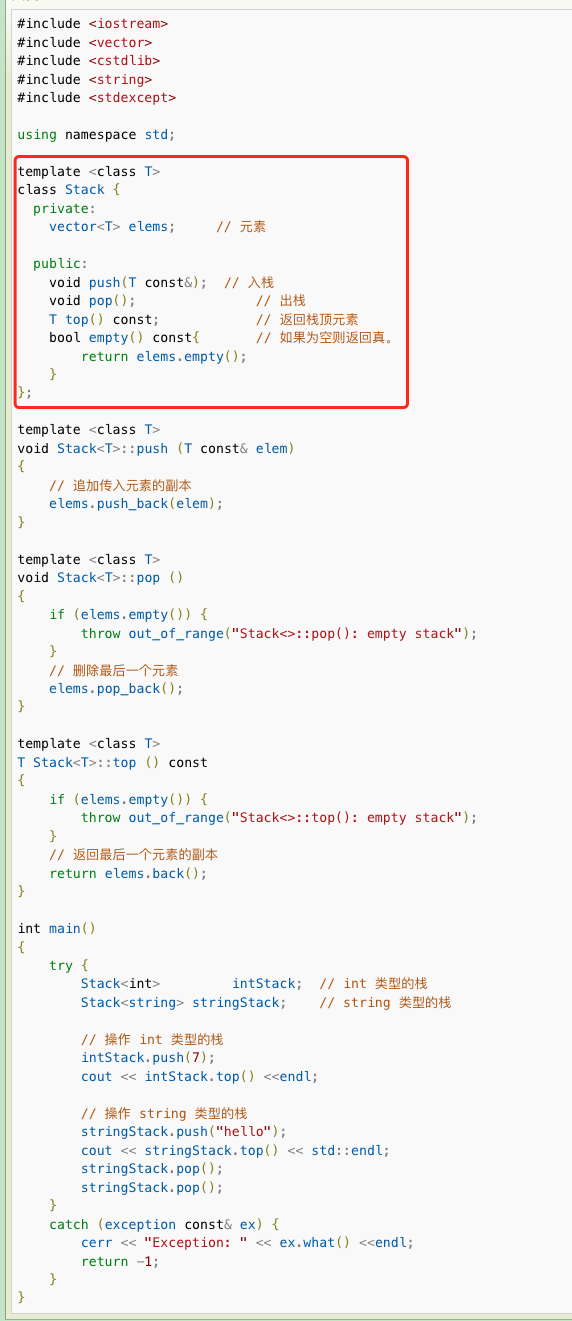 #include <iostream>
#include <vector>
#include <cstdlib>
#include <string>
#include <stdexcept>

using namespace std;

template <class T>
class Stack {
  private:
    vector<T> elems;     // 元素

  public:
    void push(T const&);  // 入栈
    void pop();               // 出栈
    T top() const;            // 返回栈顶元素
    bool empty() const{       // 如果为空则返回真。
        return elems.empty();
    }
};

template <class T>
void Stack<T>::push (T const& elem)
{
    // 追加传入元素的副本
    elems.push_back(elem);
}

template <class T>
void Stack<T>::pop ()
{
    if (elems.empty()) {
        throw out_of_range("Stack<>::pop(): empty stack");
    }
    // 删除最后一个元素
    elems.pop_back();
}

template <class T>
T Stack<T>::top () const
{
    if (elems.empty()) {
        throw out_of_range("Stack<>::top(): empty stack");
    }
    // 返回最后一个元素的副本
    return elems.back();
}

int main()
{
    try {
        Stack<int>         intStack;  // int 类型的栈
        Stack<string> stringStack;    // string 类型的栈

        // 操作 int 类型的栈
        intStack.push(7);
        cout << intStack.top() <<endl;

        // 操作 string 类型的栈
        stringStack.push("hello");
        cout << stringStack.top() << std::endl;
        stringStack.pop();
        stringStack.pop();
    }
    catch (exception const& ex) {
        cerr << "Exception: " << ex.what() <<endl;
        return -1;
    }
}